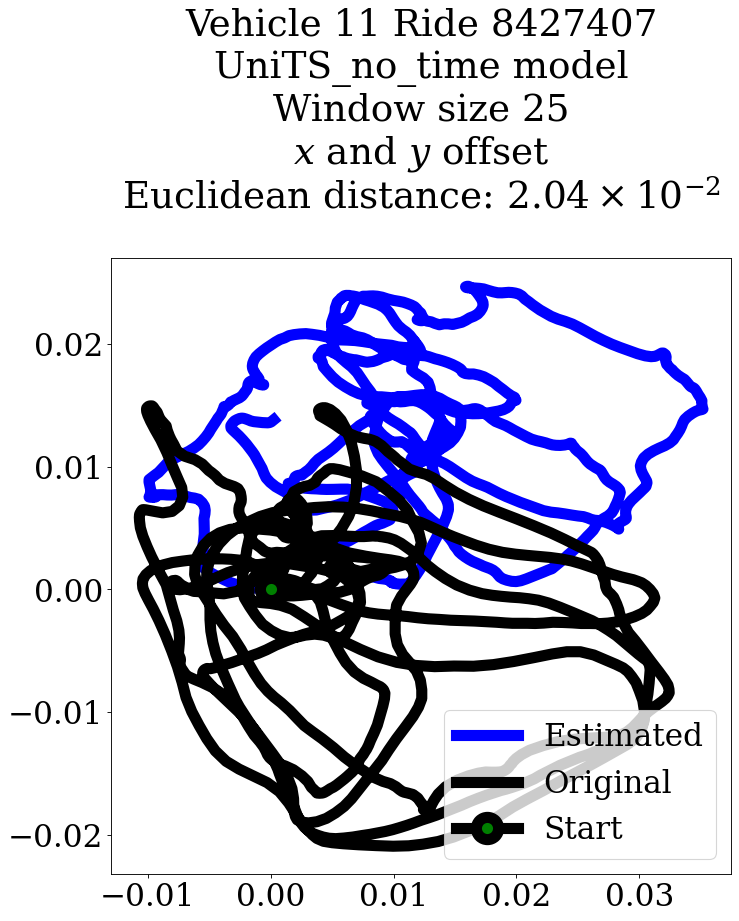 Vehicle 11 Ride 8427407
UniTS_no_time model
Window size 25
x and y offset
Euclidean distance: 2.04 × 10⁻²
0.02
0.01
0.00
−0.01
−0.02
−0.01 0.00 0.01 0.02 0.03
Estimated
Original
Start